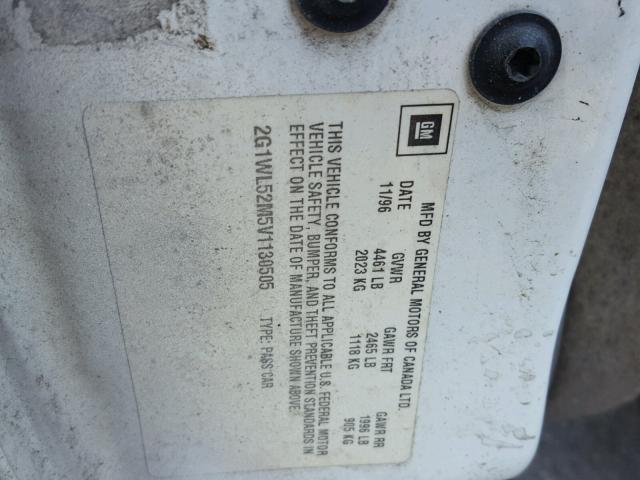 GM
MFD BY GENERAL MOTORS OF CANADA LTD.
DATE GVWR GAWR FRT GAWR RR
11/96 4461 LB 2465 LB 1996 LB
2023 KG 1118 KG 905 KG
THIS VEHICLE CONFORMS TO ALL APPLICABLE U.S. FEDERAL MOTOR
VEHICLE SAFETY, BUMPER, AND THEFT PREVENTION STANDARDS IN
EFFECT ON THE DATE OF MANUFACTURE SHOWN ABOVE.
2G1WL52M5V1130505 TYPE: PASS CAR